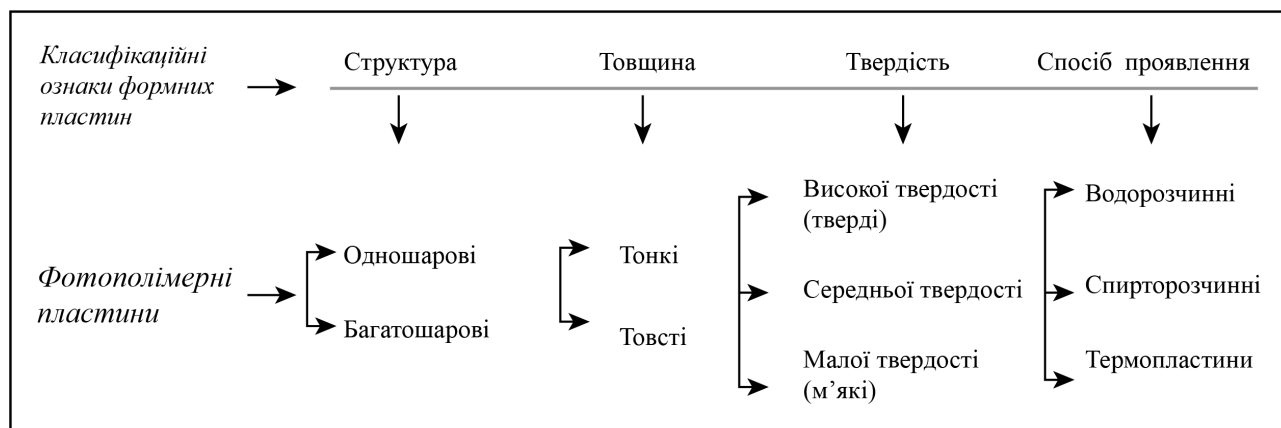 Класифікаційні
ознаки формних
пластин
Структура
Товщина
Твердість
Спосіб проявлення
Фотополімерні
пластини
Одношарові
Багатошарові
Тонкі
Товсті
Високої твердості
(тверді)
Середньої твердості
Малої твердості
(м’які)
Водорозчинні
Спирторозчинні
Термопластини